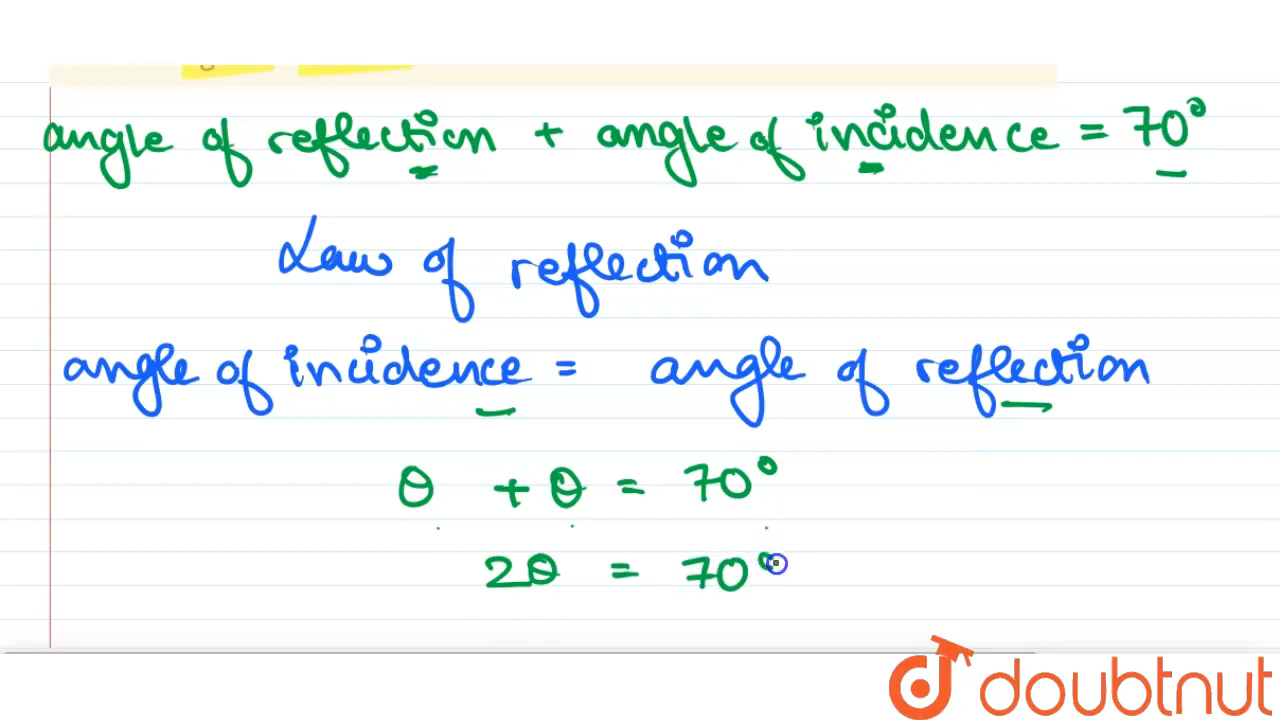 angle of reflection + angle of incidence = 70°
Law of reflection
angle of incidence = angle of reflection
θ + θ = 70°
2θ = 70°
doubtnut